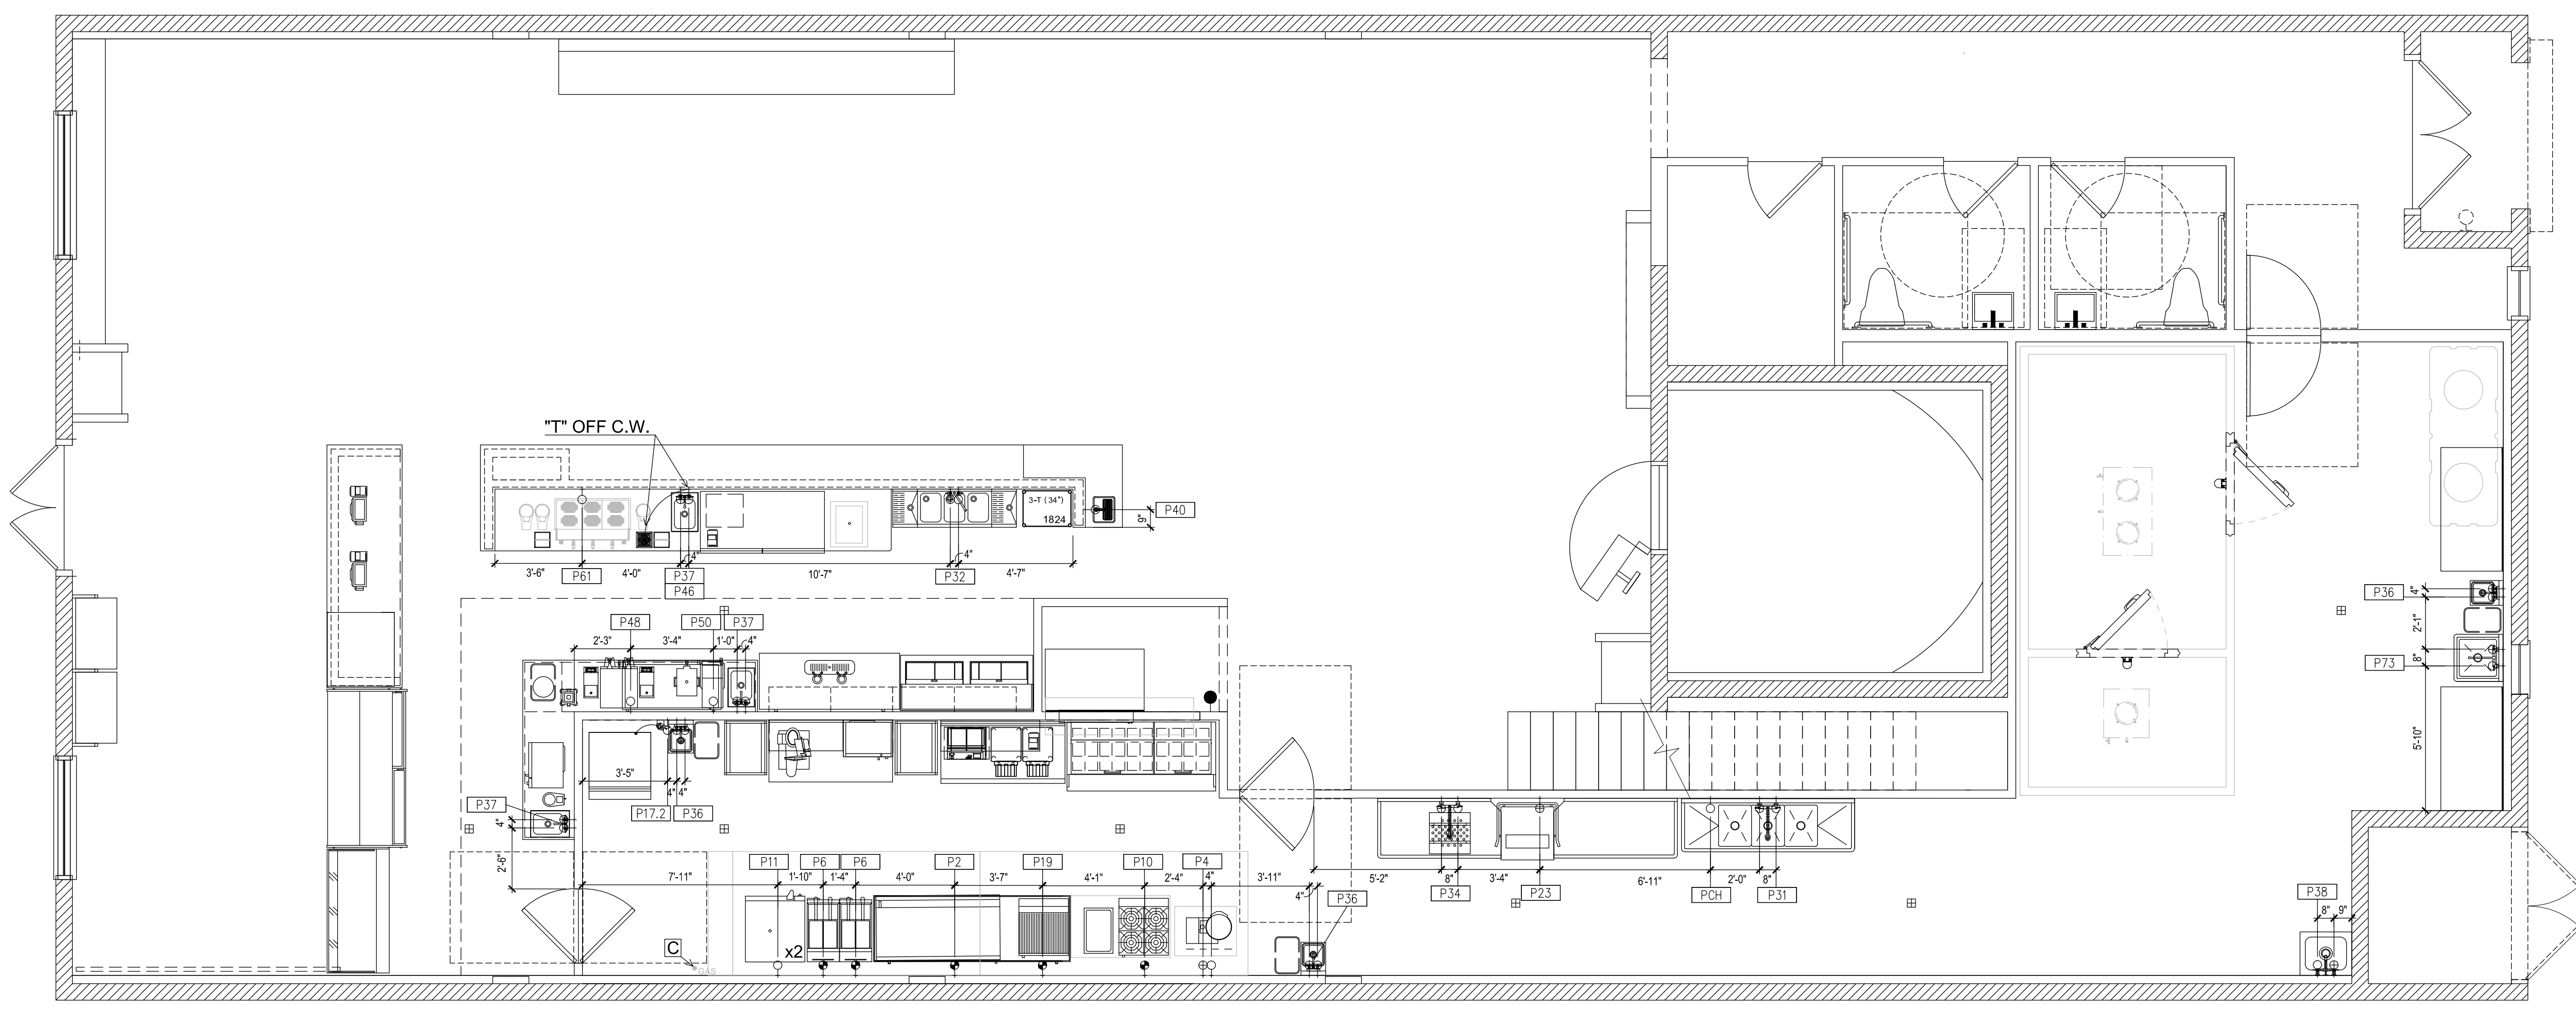 "T" OFF C.W.
3-T (34")
1824
9"
P40
4"
4"
3'-6"
P61
4'-0"
P37
10'-7"
P32
4'-7"
P46
P36
4"
2'-1"
P48
P50
P37
2'-3"
3'-4"
1'-0"
4"
P73
8"
5'-10"
3'-5"
4"
4"
P37
P17.2
P36
4"
2'-6"
P11
P6
P6
P2
P19
P10
P4
7'-11"
1'-10"
1'-4"
4'-0"
3'-7"
4'-1"
2'-4"
4"
3'-11"
5'-2"
8"
3'-4"
6'-11"
2'-0"
8"
4"
P36
P34
P23
PCH
P31
P38
8"
9"
x2
C
GAS